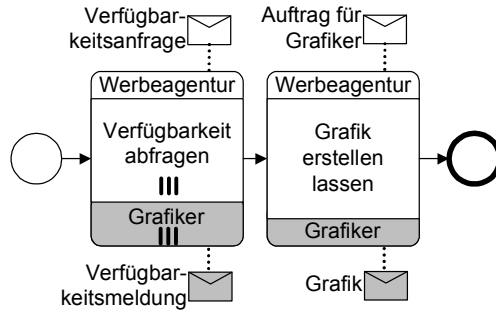 Verfügbar-
keitsanfrage
Auftrag für
Grafiker
Werbeagentur
Verfügbarkeit
abfragen
Grafiker
Werbeagentur
Grafik
erstellen
lassen
Grafiker
Verfügbar-
keitsmeldung
Grafik